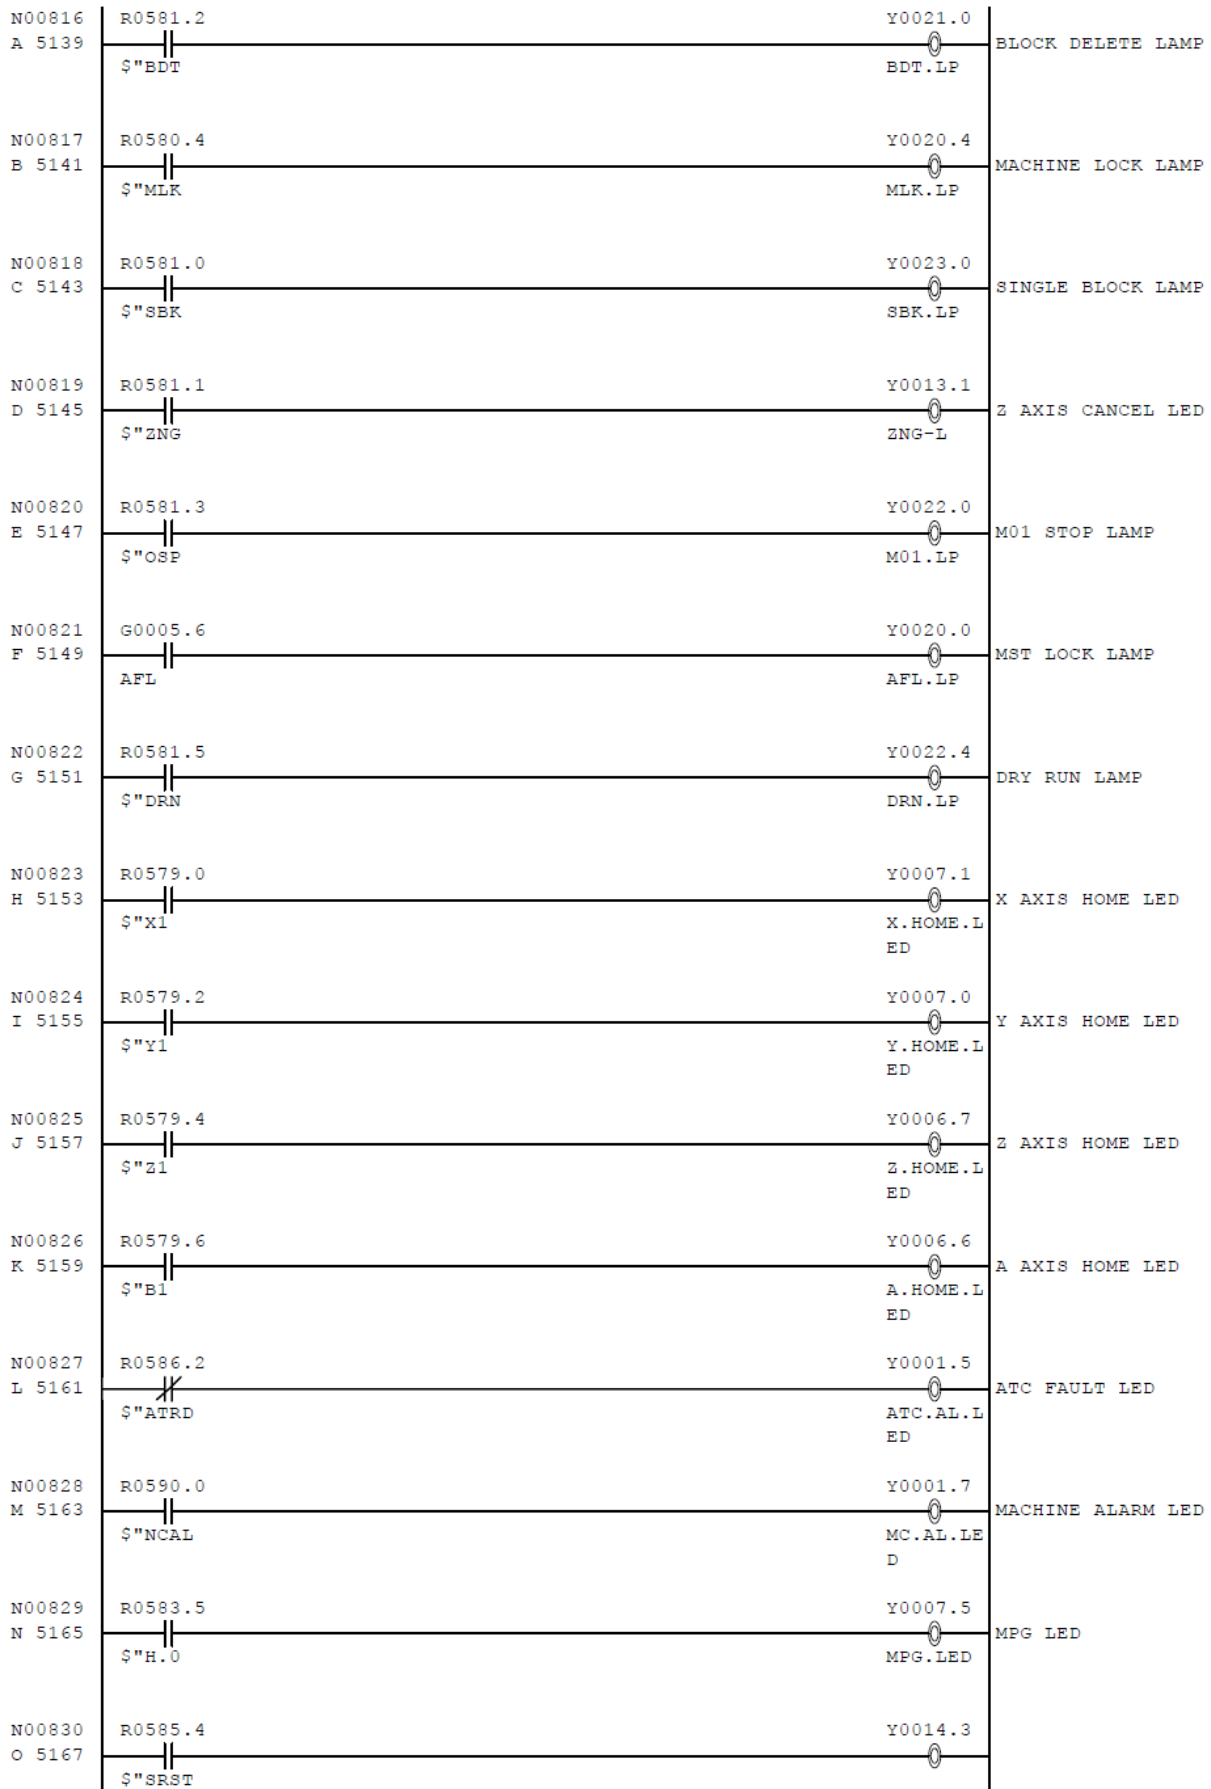 N00816 R0581.2 Y0021.0
A 5139 BLOCK DELETE LAMP
$"BDT BDT.LP
N00817 R0580.4 Y0020.4
B 5141 MACHINE LOCK LAMP
$"MLK MLK.LP
N00818 R0581.0 Y0023.0
C 5143 SINGLE BLOCK LAMP
$"SBK SBK.LP
N00819 R0581.1 Y0013.1
D 5145 Z AXIS CANCEL LED
$"ZNG ZNG-L
N00820 R0581.3 Y0022.0
E 5147 M01 STOP LAMP
$"OSP M01.LP
N00821 G0005.6 Y0020.0
F 5149 MST LOCK LAMP
AFL AFL.LP
N00822 R0581.5 Y0022.4
G 5151 DRY RUN LAMP
$"DRN DRN.LP
N00823 R0579.0 Y0007.1
H 5153 X AXIS HOME LED
$"X1 X.HOME.L
ED
N00824 R0579.2 Y0007.0
I 5155 Y AXIS HOME LED
$"Y1 Y.HOME.L
ED
N00825 R0579.4 Y0006.7
J 5157 Z AXIS HOME LED
$"Z1 Z.HOME.L
ED
N00826 R0579.6 Y0006.6
K 5159 A AXIS HOME LED
$"B1 A.HOME.L
ED
N00827 R0586.2 Y0001.5
L 5161 ATC FAULT LED
$"ATRD ATC.AL.L
ED
N00828 R0590.0 Y0001.7
M 5163 MACHINE ALARM LED
$"NCAL MC.AL.LE
D
N00829 R0583.5 Y0007.5
N 5165 MPG LED
$"H.0 MPG.LED
N00830 R0585.4 Y0014.3
O 5167
$"SRST